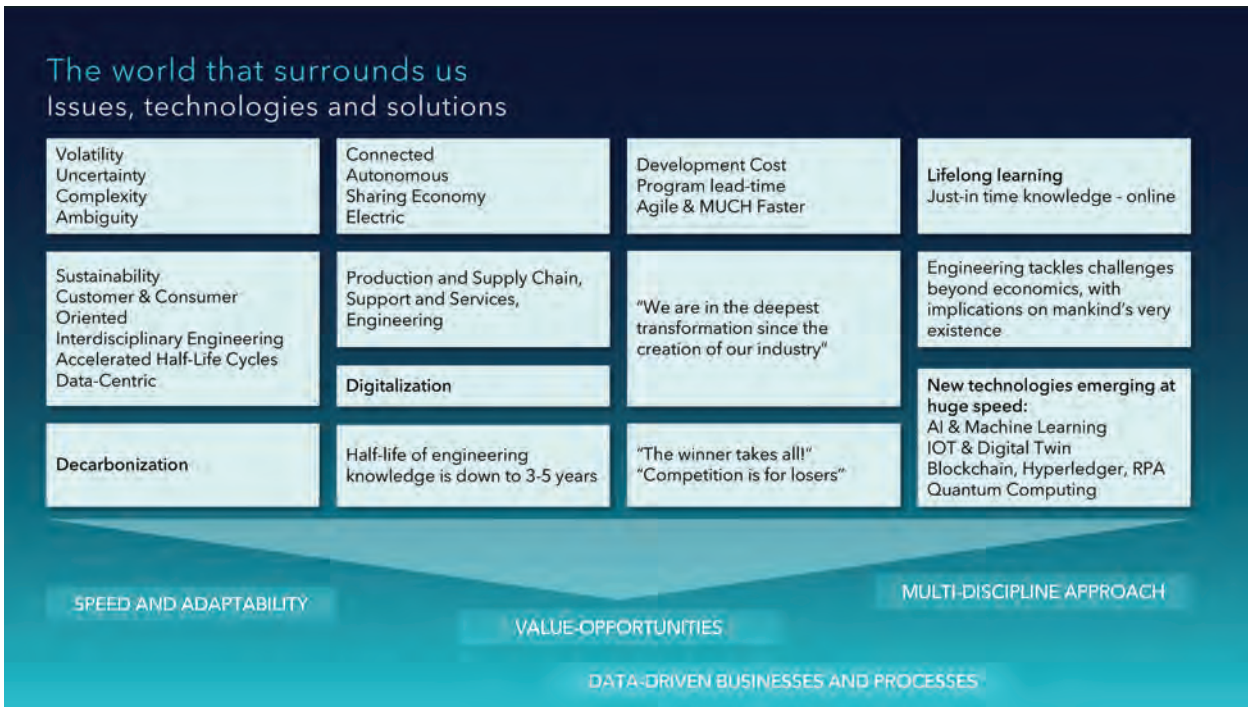 The world that surrounds us
Issues, technologies and solutions
Volatility
Uncertainty
Complexity
Ambiguity
Connected
Autonomous
Sharing Economy
Electric
Development Cost
Program lead-time
Agile & MUCH Faster
Lifelong learning
Just-in time knowledge - online
Sustainability
Customer & Consumer
Oriented
Interdisciplinary Engineering
Accelerated Half-Life Cycles
Data-Centric
Production and Supply Chain,
Support and Services,
Engineering
"We are in the deepest
transformation since the
creation of our industry"
Engineering tackles challenges
beyond economics, with
implications on mankind's very
existence
Digitalization
New technologies emerging at
huge speed:
AI & Machine Learning
IOT & Digital Twin
Blockchain, Hyperledger, RPA
Quantum Computing
Decarbonization
Half-life of engineering
knowledge is down to 3-5 years
"The winner takes all!"
"Competition is for losers"
SPEED AND ADAPTABILITY
MULTI-DISCIPLINE APPROACH
VALUE-OPPORTUNITIES
DATA-DRIVEN BUSINESSES AND PROCESSES